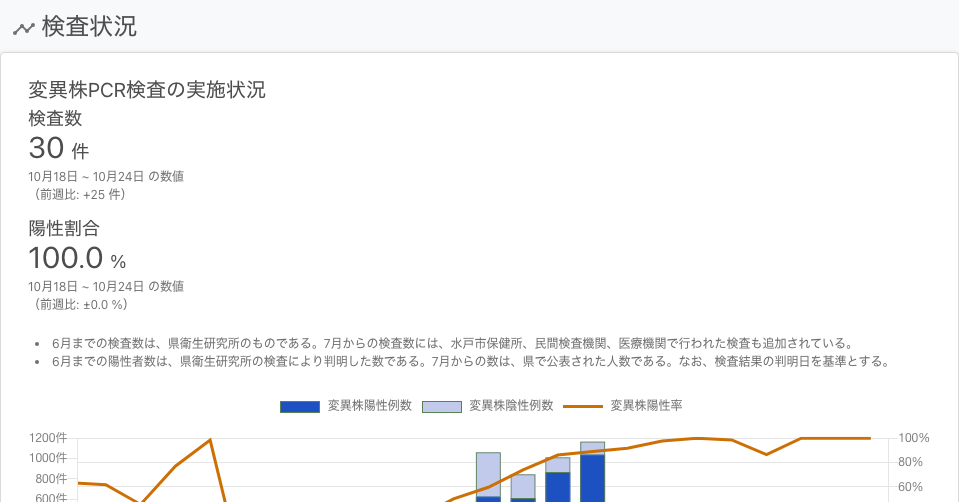 検査状況
変異株PCR検査の実施状況
検査数
30 件
10月18日 ~ 10月24日 の数値
（前週比: +25 件）
陽性割合
100.0 %
10月18日 ~ 10月24日 の数値
（前週比: ±0.0 %）
• 6月までの検査数は、県衛生研究所のものである。7月からの検査数には、水戸市保健所、民間検査機関、医療機関で行われた検査も追加されている。
• 6月までの陽性者数は、県衛生研究所の検査により判明した数である。7月からの数は、県で公表された人数である。なお、検査結果の判明日を基準とする。
変異株陽性例数 変異株陰性例数 変異株陽性率
1200件 100%
1000件 80%
800件 60%
600件